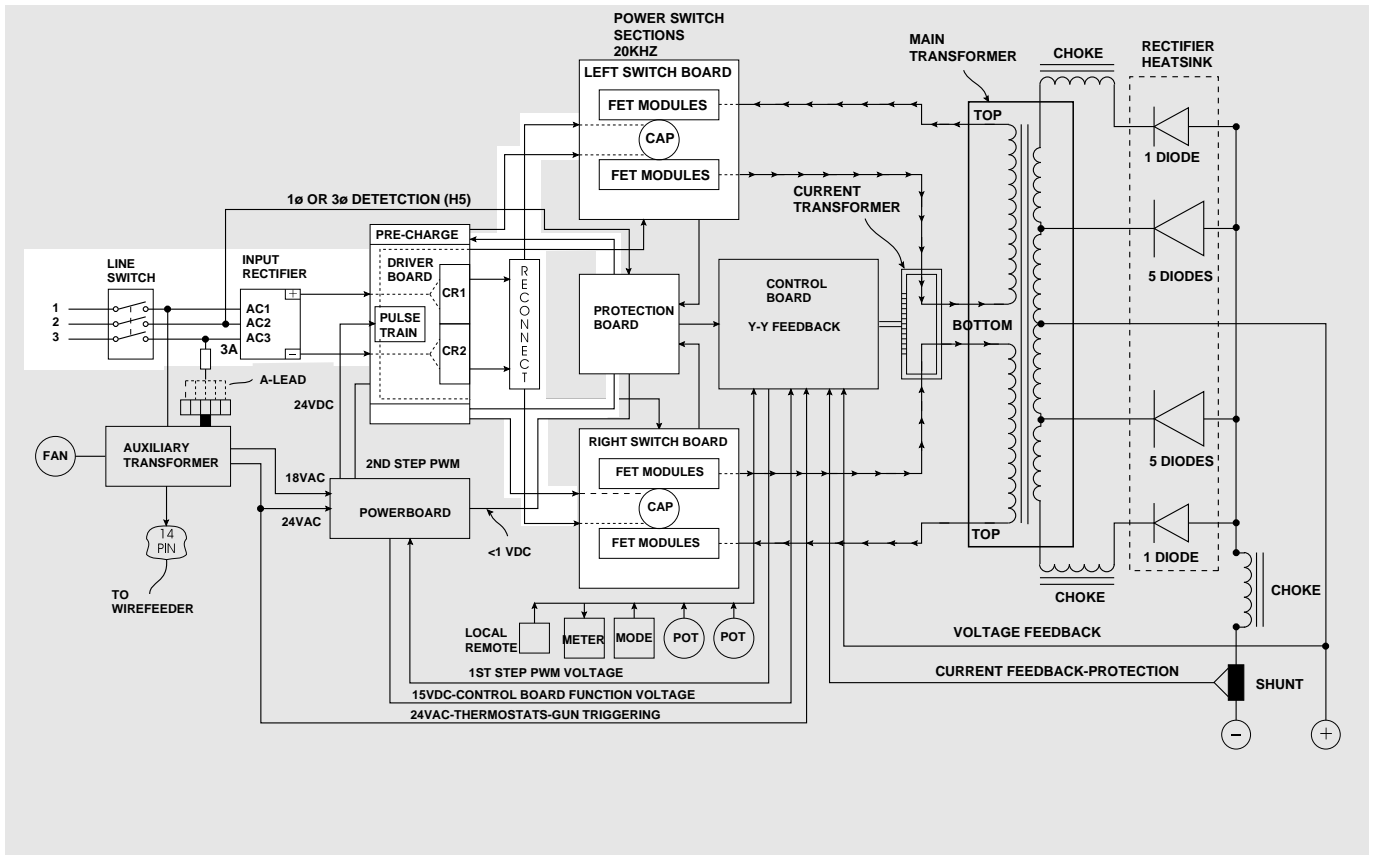 POWER SWITCH
SECTIONS
20KHZ
LEFT SWITCH BOARD
FET MODULES
CAP
FET MODULES
MAIN
TRANSFORMER
CHOKE
RECTIFIER
HEATSINK
TOP
1 DIODE
CURRENT
TRANSFORMER
1ø OR 3ø DETETCTION (H5)
PRE-CHARGE
LINE
SWITCH
INPUT
RECTIFIER
DRIVER
BOARD
CR1
RECONNECT
PROTECTION
BOARD
CONTROL
BOARD
Y-Y FEEDBACK
5 DIODES
1
2
3
+
AC1
AC2
AC3
−
3A
PULSE
TRAIN
CR2
BOTTOM
A-LEAD
24VDC
FAN
AUXILIARY
TRANSFORMER
2ND STEP PWM
18VAC
24VAC
POWERBOARD
<1 VDC
RIGHT SWITCH BOARD
FET MODULES
CAP
FET MODULES
5 DIODES
TOP
1 DIODE
14
PIN
TO
WIREFEEDER
CHOKE
CHOKE
LOCAL
REMOTE
METER
MODE
POT
POT
VOLTAGE FEEDBACK
1ST STEP PWM VOLTAGE
CURRENT FEEDBACK-PROTECTION
SHUNT
15VDC-CONTROL BOARD FUNCTION VOLTAGE
24VAC-THERMOSTATS-GUN TRIGGERING
−
+